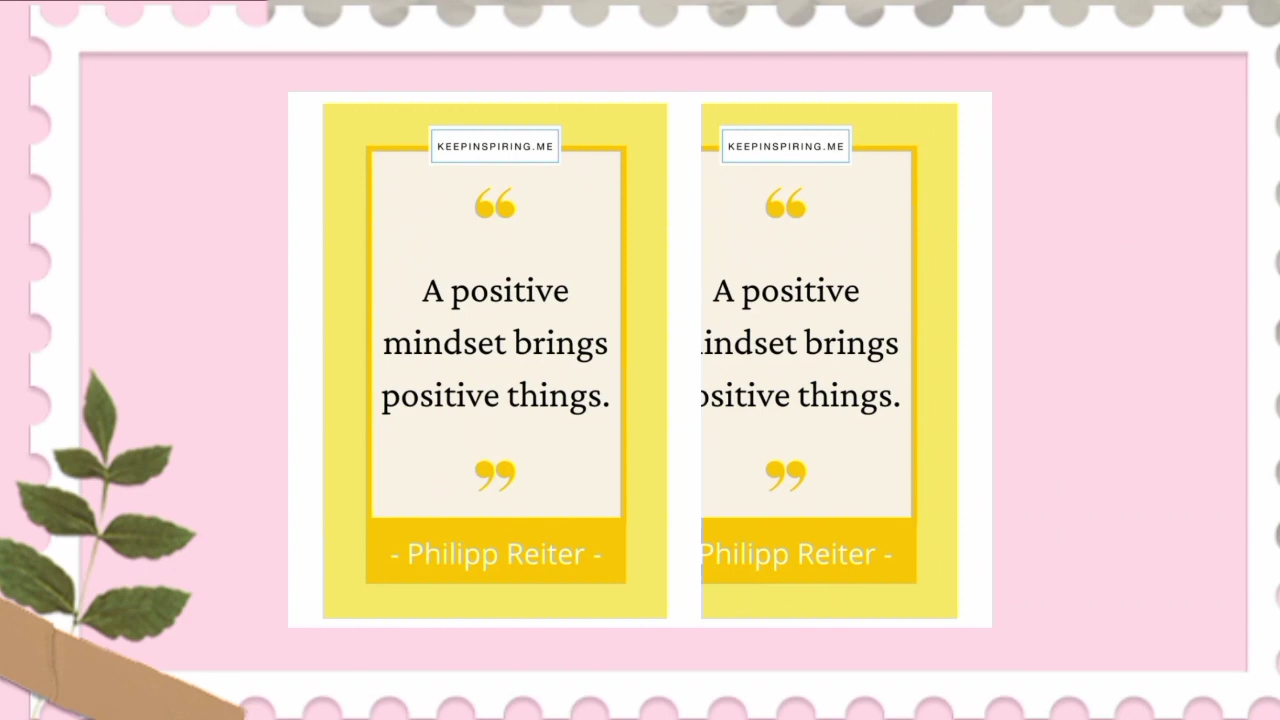 KEEPINSPIRING.ME
“
A positive
mindset brings
positive things.
”
- Philipp Reiter -
KEEPINSPIRING.ME
“
A positive
indset brings
ositive things.
”
Philipp Reiter -